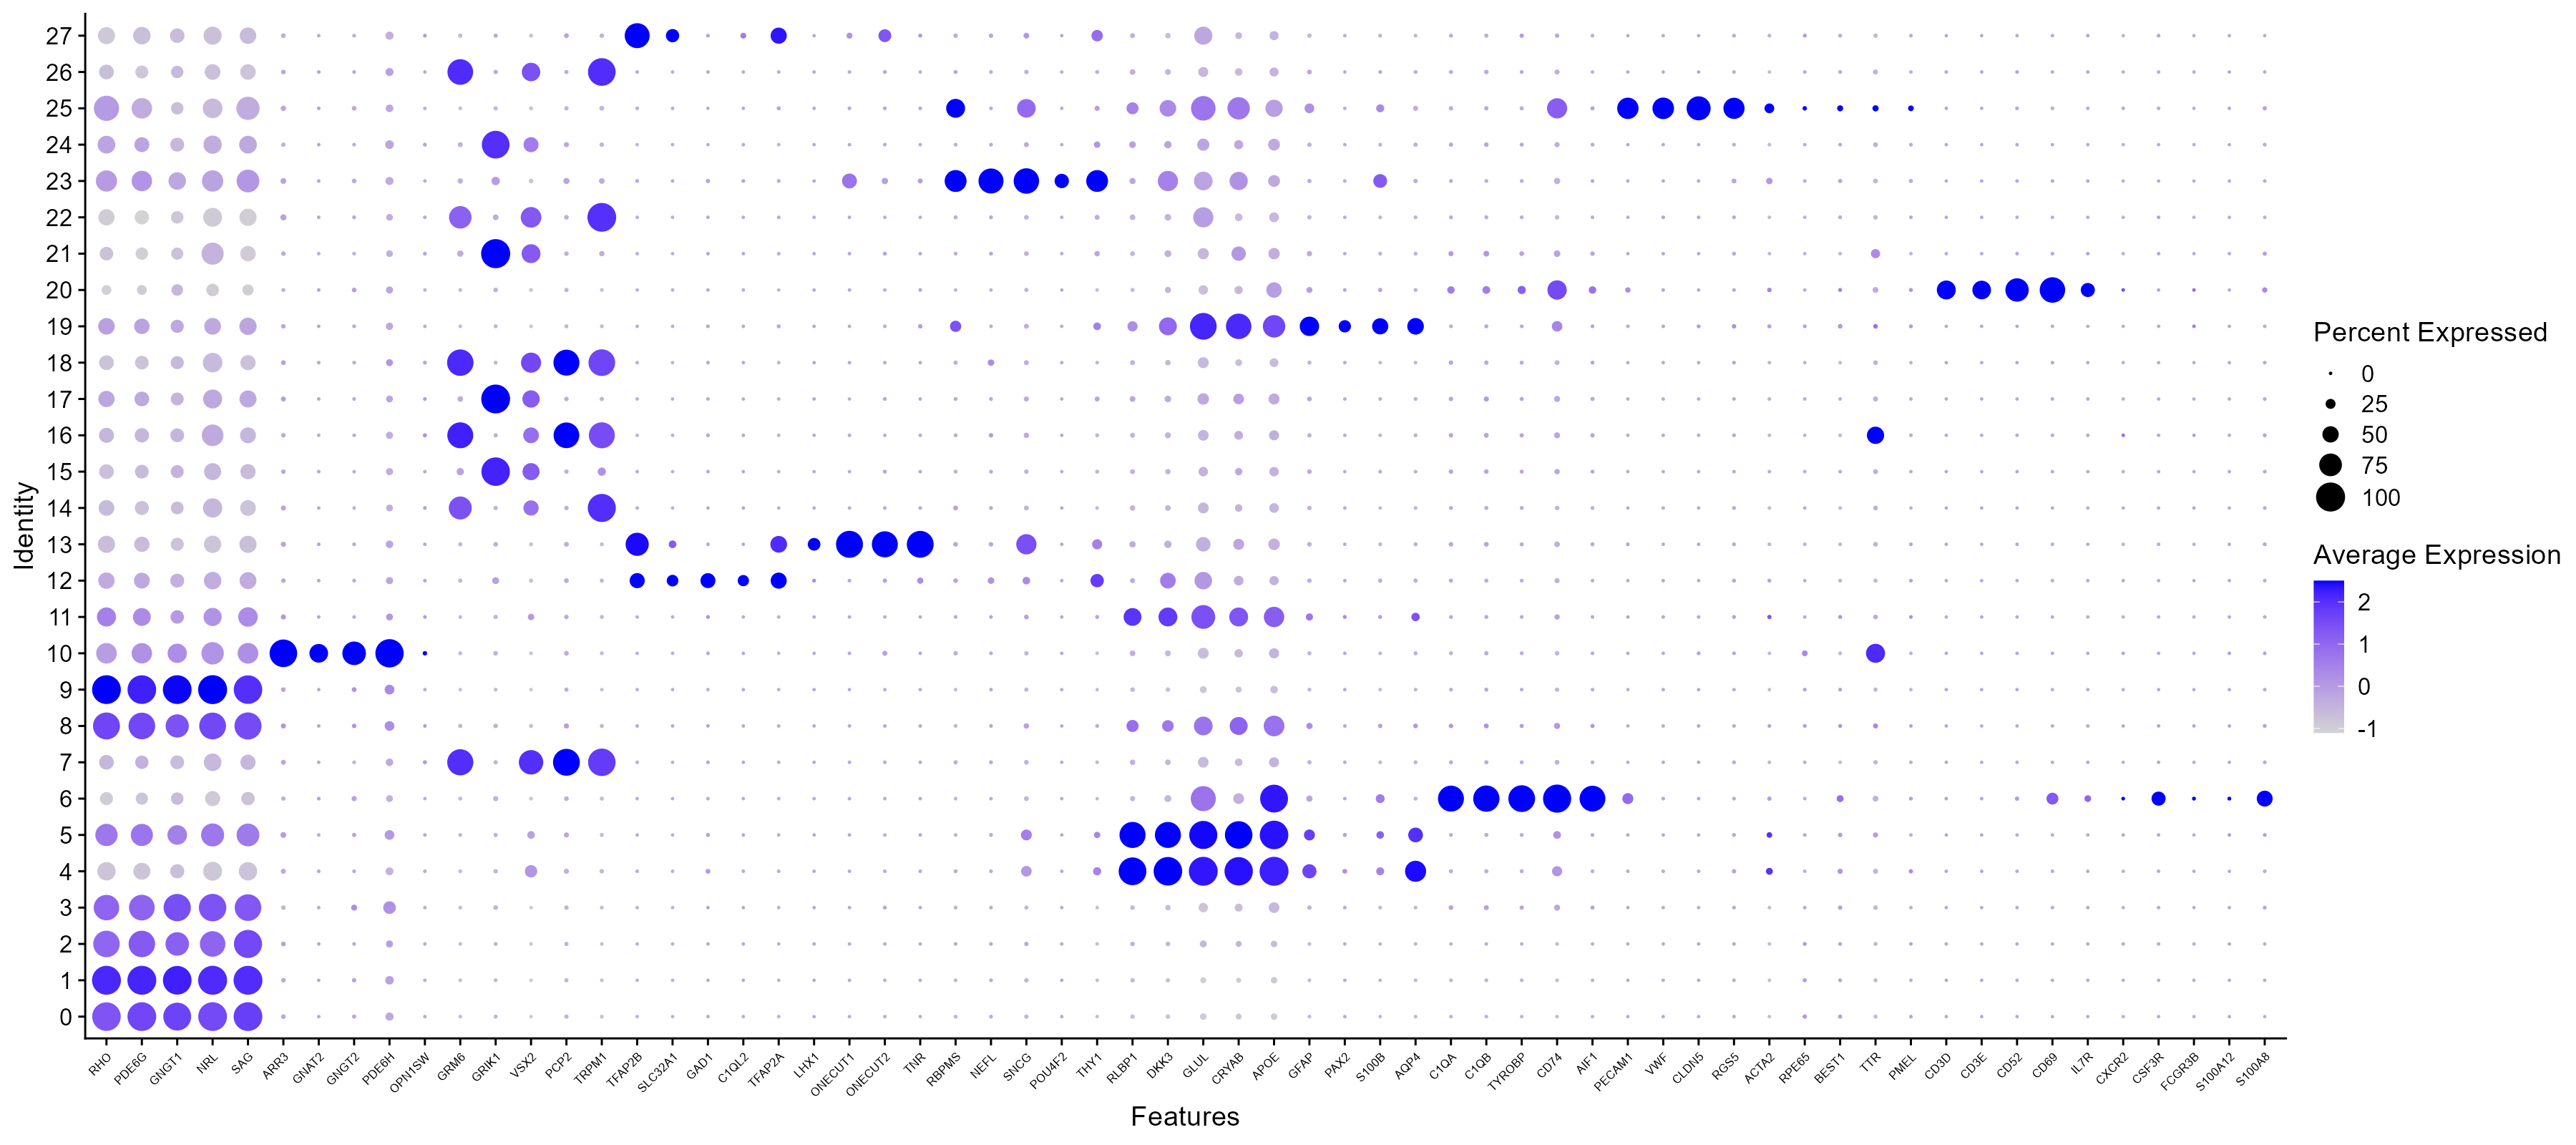 Identity
27
26
25
24
23
22
21
20
19
18
17
16
15
14
13
12
11
10
9
8
7
6
5
4
3
2
1
0
RHO
PDE6G
GNGT1
NRL
SAG
ARR3
GNAT2
GNGT2
PDE6H
OPN1SW
GRM6
GRIK1
VSX2
PCP2
TRPM1
TFAP2B
SLC32A1
GAD1
C1QL2
TFAP2A
LHX1
ONECUT1
ONECUT2
TNR
RBPMS
NEFL
SNCG
POU4F2
THY1
RLBP1
DKK3
GLUL
CRYAB
APOE
GFAP
PAX2
S100B
AQP4
C1QA
C1QB
TYROBP
CD74
AIF1
PECAM1
VWF
CLDN5
RGS5
ACTA2
RPE65
BEST1
TTR
PMEL
CD3D
CD3E
CD52
CD69
IL7R
CXCR2
CSF3R
FCGR3B
S100A12
S100A8
Features
Percent Expressed
0
25
50
75
100
Average Expression
2
1
0
-1